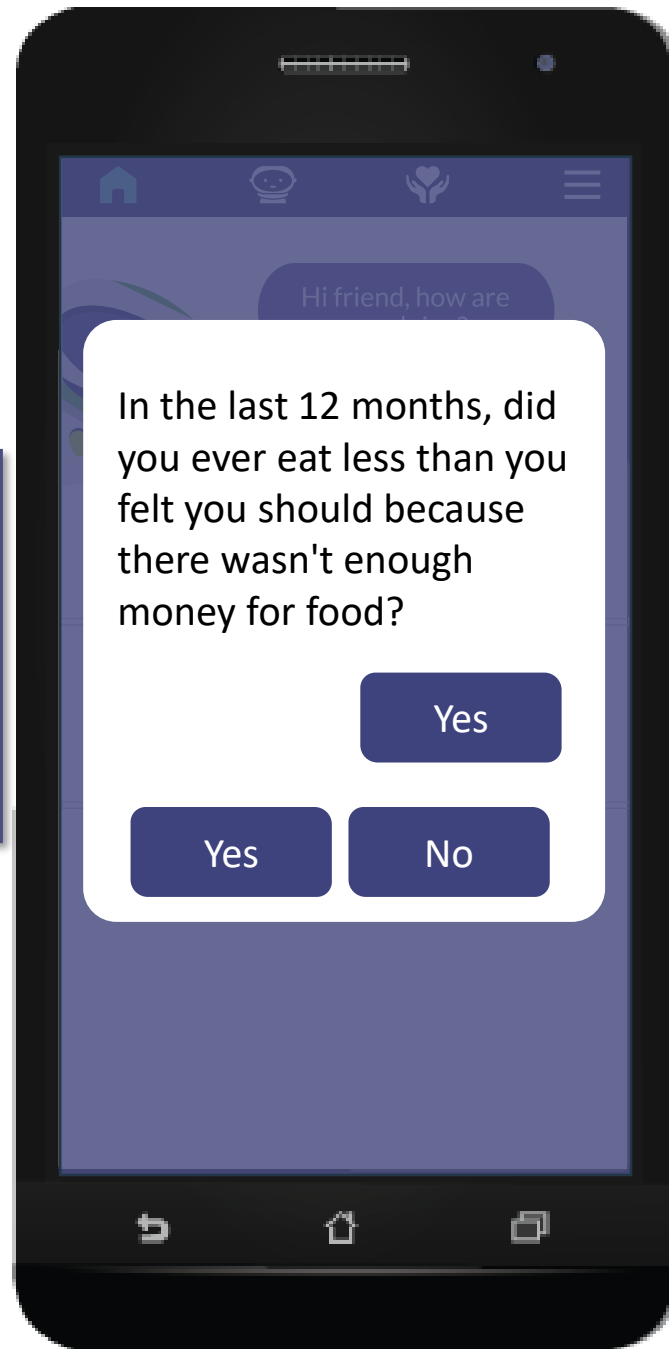 Hi friend, how are
In the last 12 months, did
you ever eat less than you
felt you should because
there wasn't enough
money for food?
Yes
Yes No